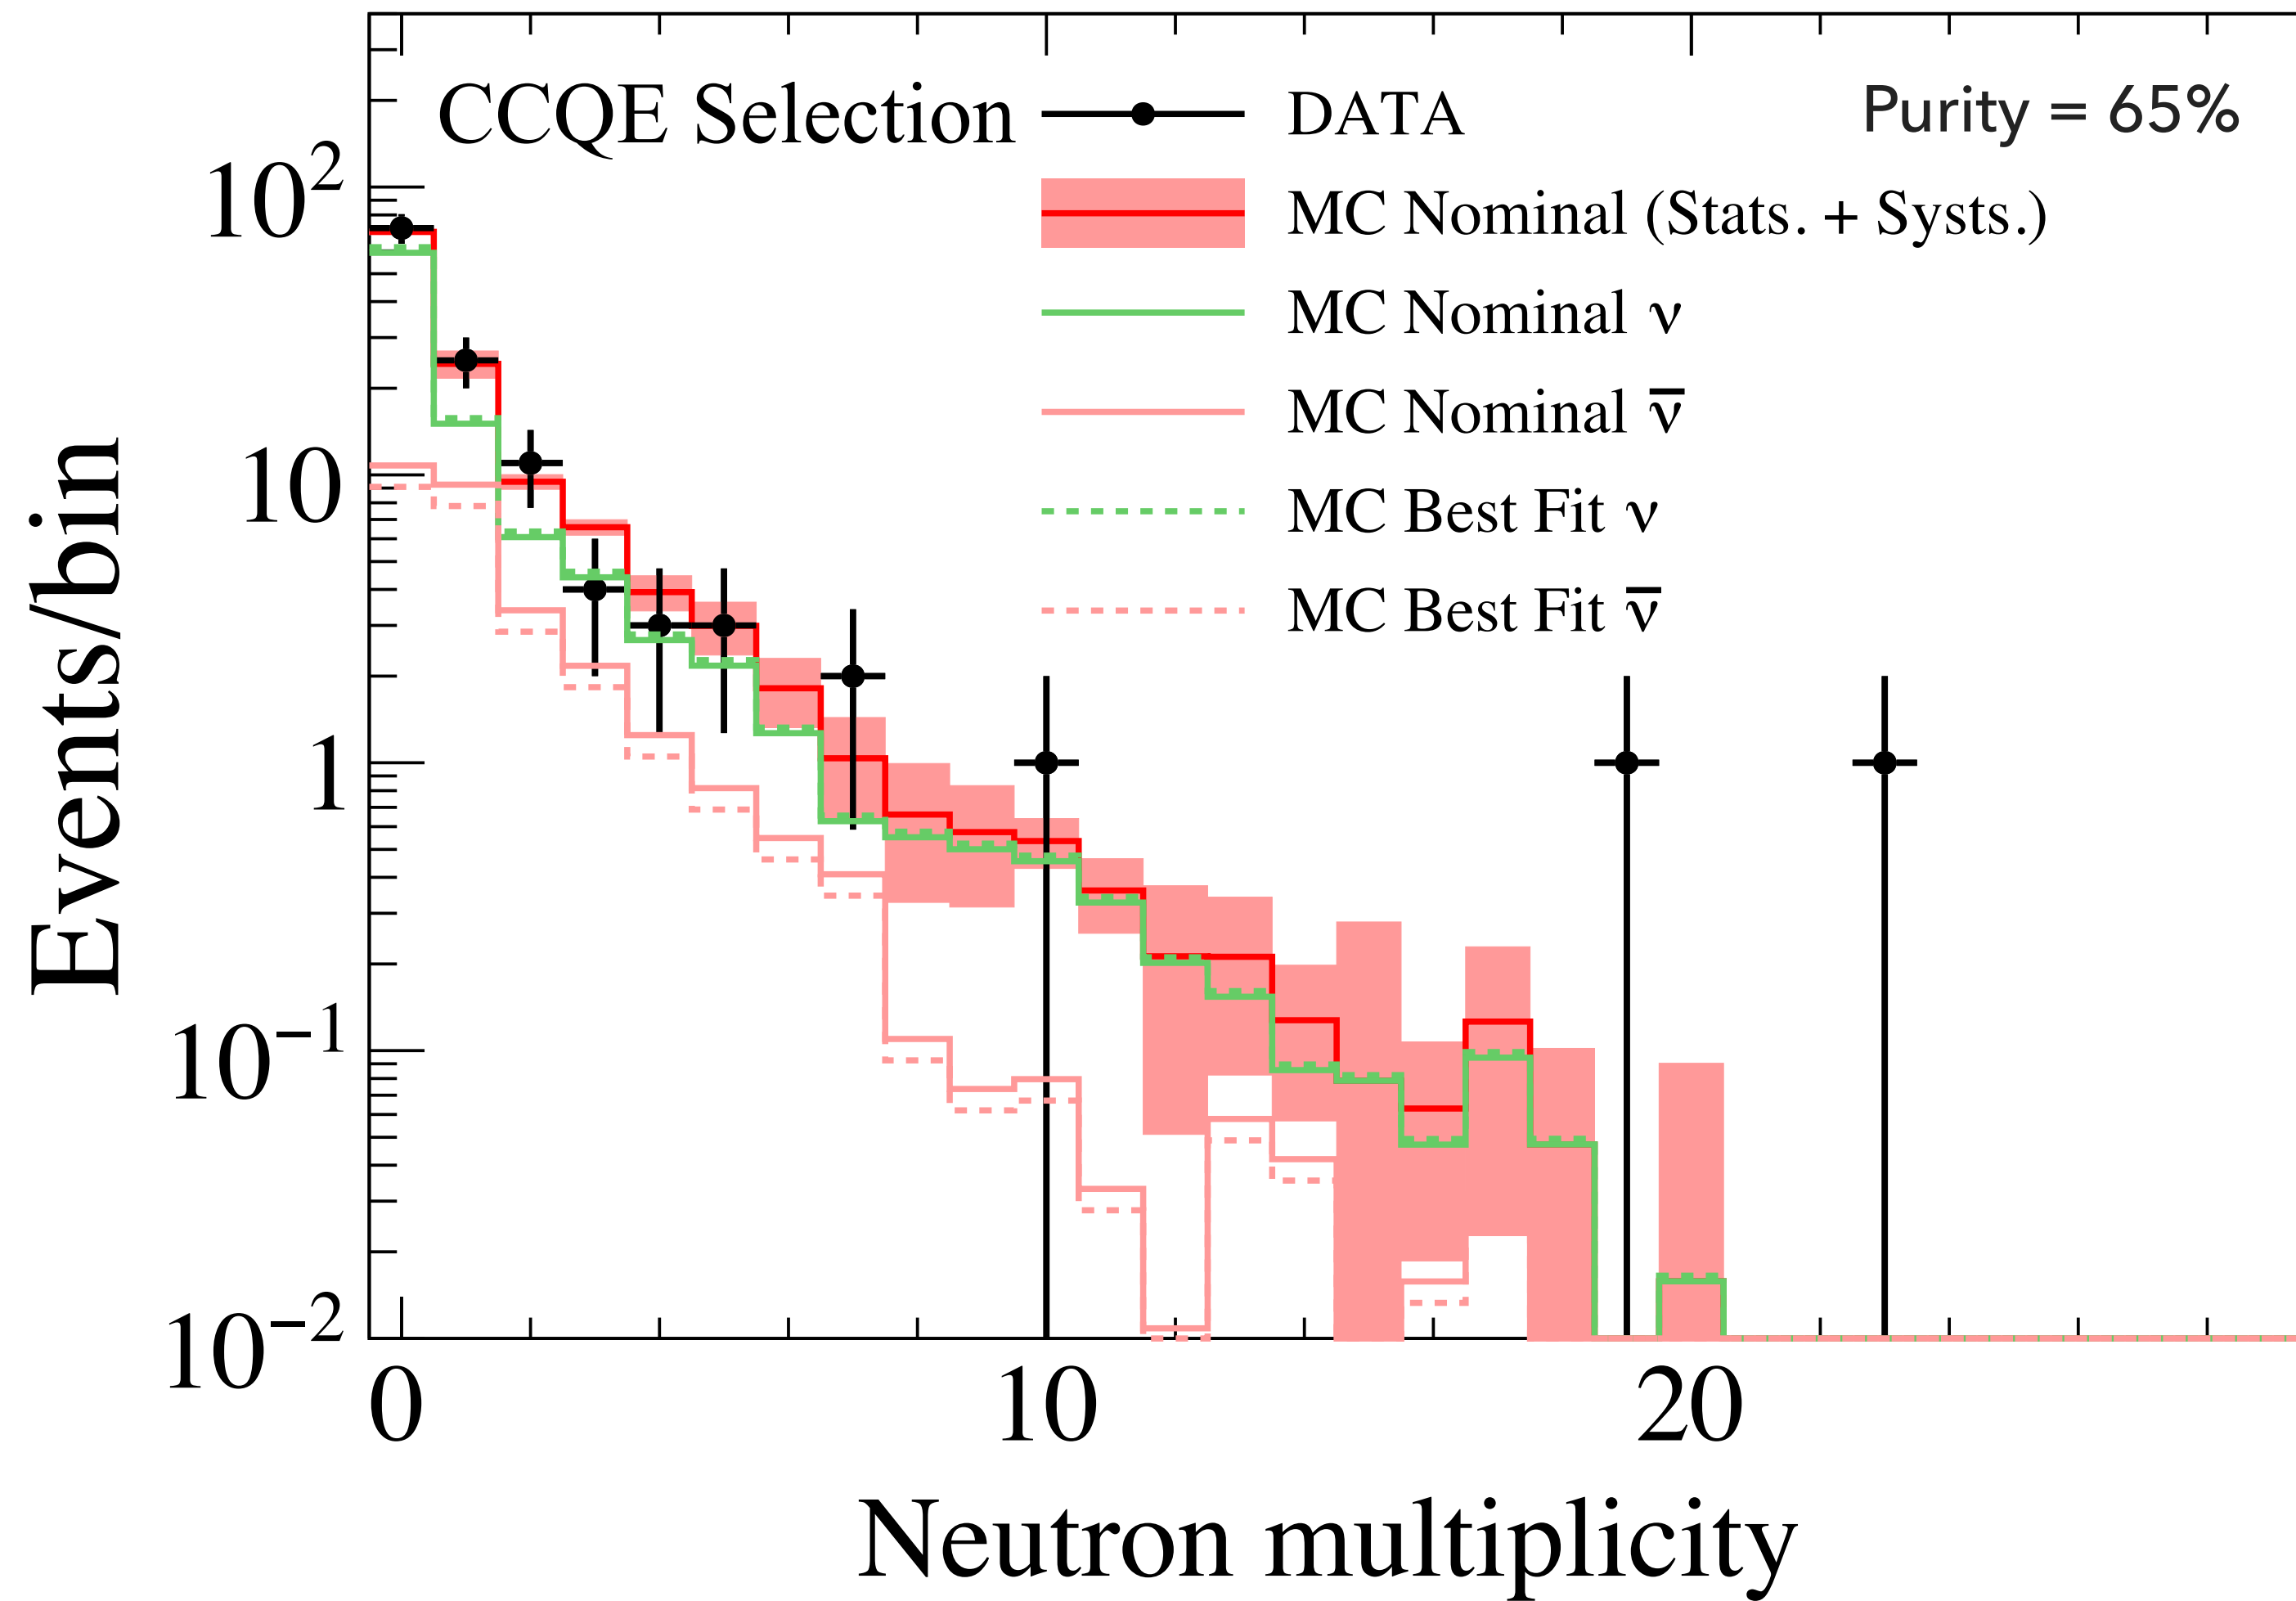 CCQE Selection
DATA
Purity = 65%
MC Nominal (Stats. + Systs.)
MC Nominal ν
MC Nominal ν̅
MC Best Fit ν
MC Best Fit ν̅
Events/bin
10²
10
1
10⁻¹
10⁻²
0
10
20
Neutron multiplicity